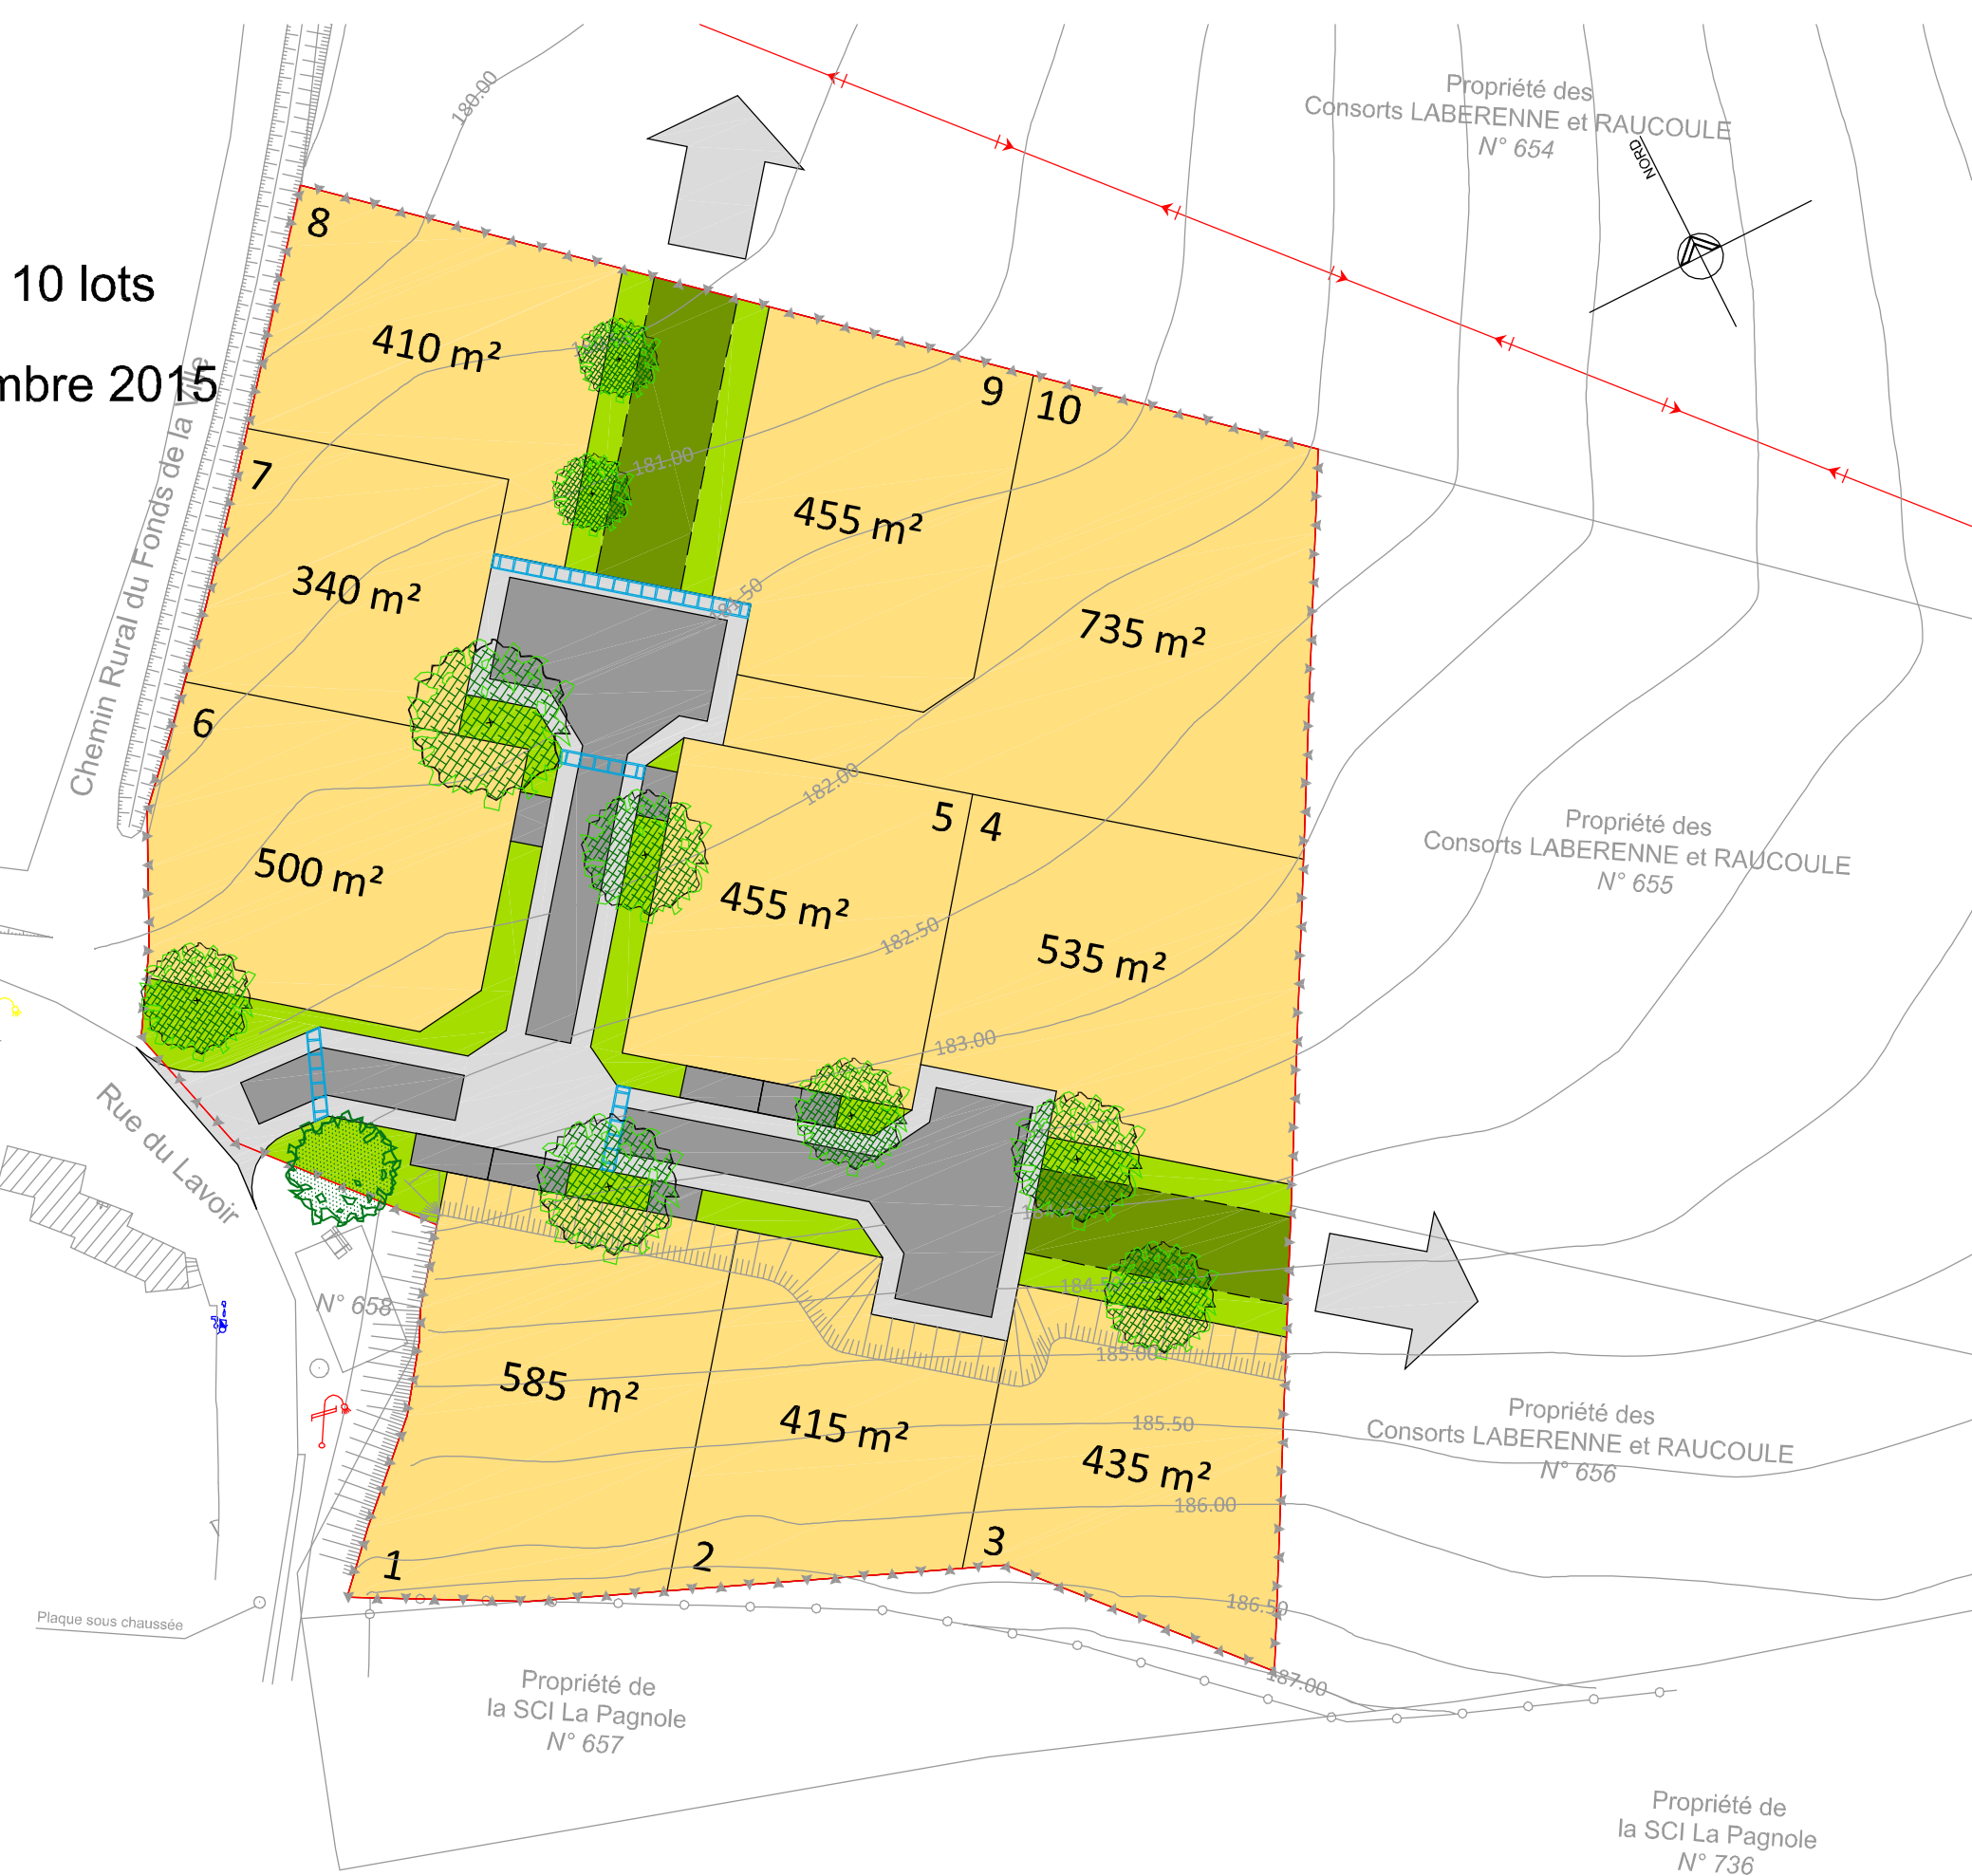 180.00
Propriété des
Consorts LABERENNE et RAUCOULE
N° 654
NORD
8
10 lots
410 m²
mbre 2015
Chemin Rural du Fonds de la Ville
9
10
7
181.00
455 m²
340 m²
181.50
735 m²
6
182.00
5
4
Propriété des
Consorts LABERENNE et RAUCOULE
N° 655
500 m²
455 m²
182.50
535 m²
183.00
Rue du Lavoir
184.50
N° 658
185.00
585 m²
415 m²
185.50
435 m²
Propriété des
Consorts LABERENNE et RAUCOULE
N° 656
186.00
1
2
3
186.50
Plaque sous chaussée
187.00
Propriété de
la SCI La Pagnole
N° 657
Propriété de
la SCI La Pagnole
N° 736